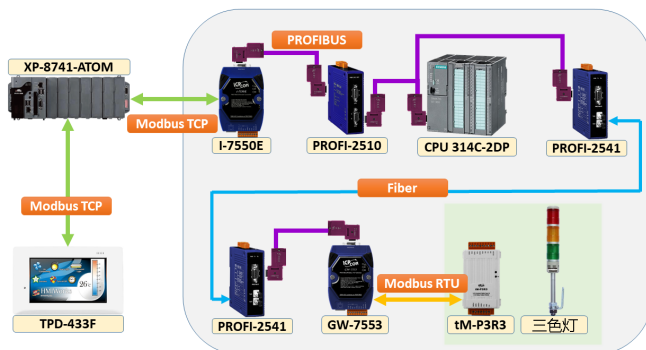 PROFIBUS
XP-8741-ATOM
Modbus TCP
I-7550E
PROFI-2510
CPU 314C-2DP
PROFI-2541
Fiber
Modbus TCP
Modbus RTU
TPD-433F
PROFI-2541
GW-7553
tM-P3R3
三色灯